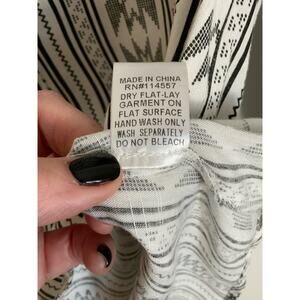 MADE IN CHINA
RN#114557
DRY FLAT-LAY
GARMENT ON
FLAT SURFACE
HAND WASH ONLY
WASH SEPARATELY
DO NOT BLEACH